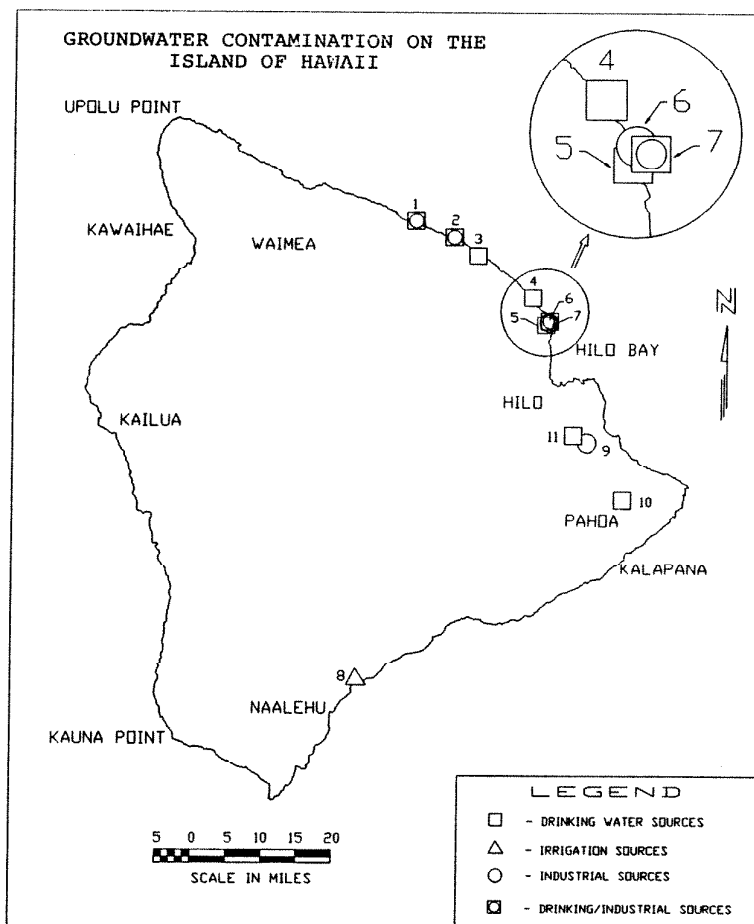 GROUNDWATER CONTAMINATION ON THE
ISLAND OF HAWAII
4
6
5
7
UPOLU POINT
KAWAIHAE
WAIMEA
1
2
3
4
6
5
7
N
HILO BAY
KAILUA
HILO
11
9
10
PAHOA
KALAPANA
8
NAALEHU
KAUNA POINT
5 0 5 10 15 20
SCALE IN MILES
LEGEND
- DRINKING WATER SOURCES
- IRRIGATION SOURCES
- INDUSTRIAL SOURCES
- DRINKING/INDUSTRIAL SOURCES